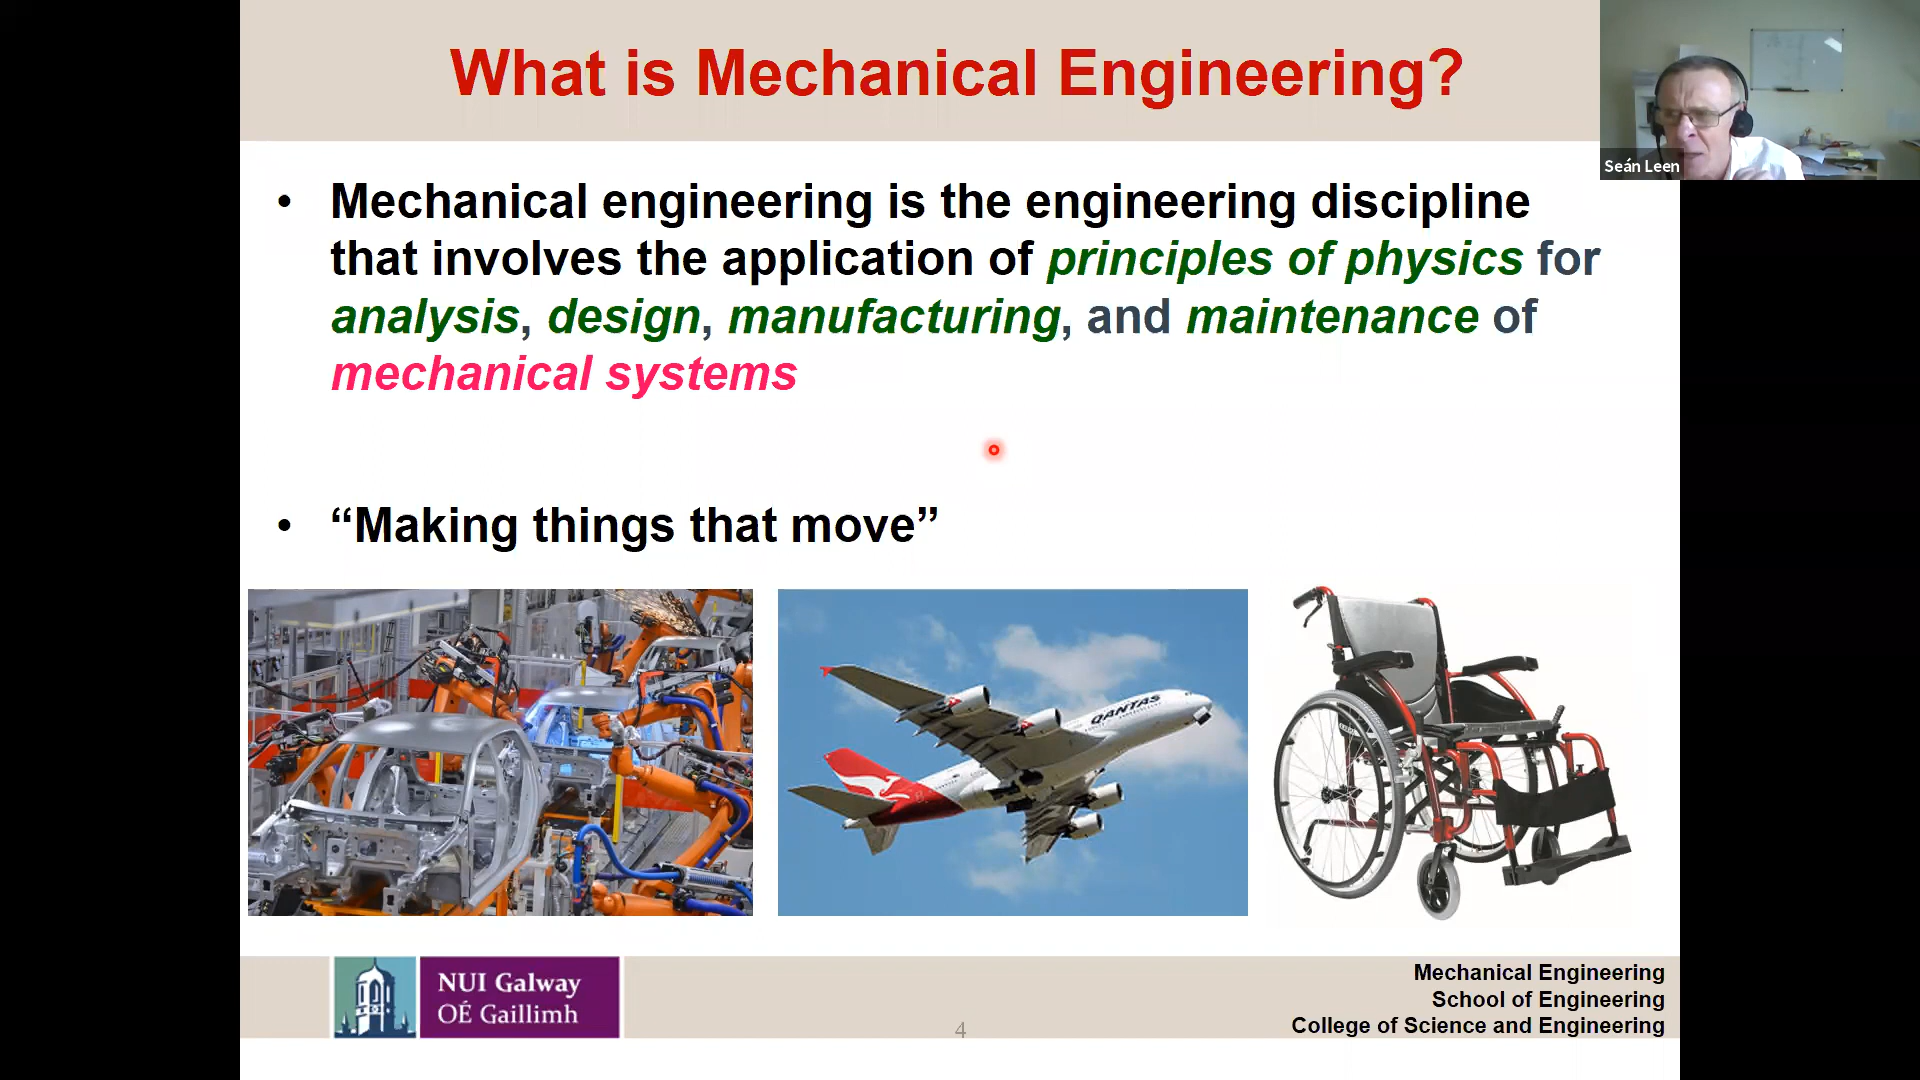 What is Mechanical Engineering?
Seán Leen
• Mechanical engineering is the engineering discipline
that involves the application of principles of physics for
analysis, design, manufacturing, and maintenance of
mechanical systems
• “Making things that move”
QANTAS
NUI Galway
OÉ Gaillimh
4
Mechanical Engineering
School of Engineering
College of Science and Engineering